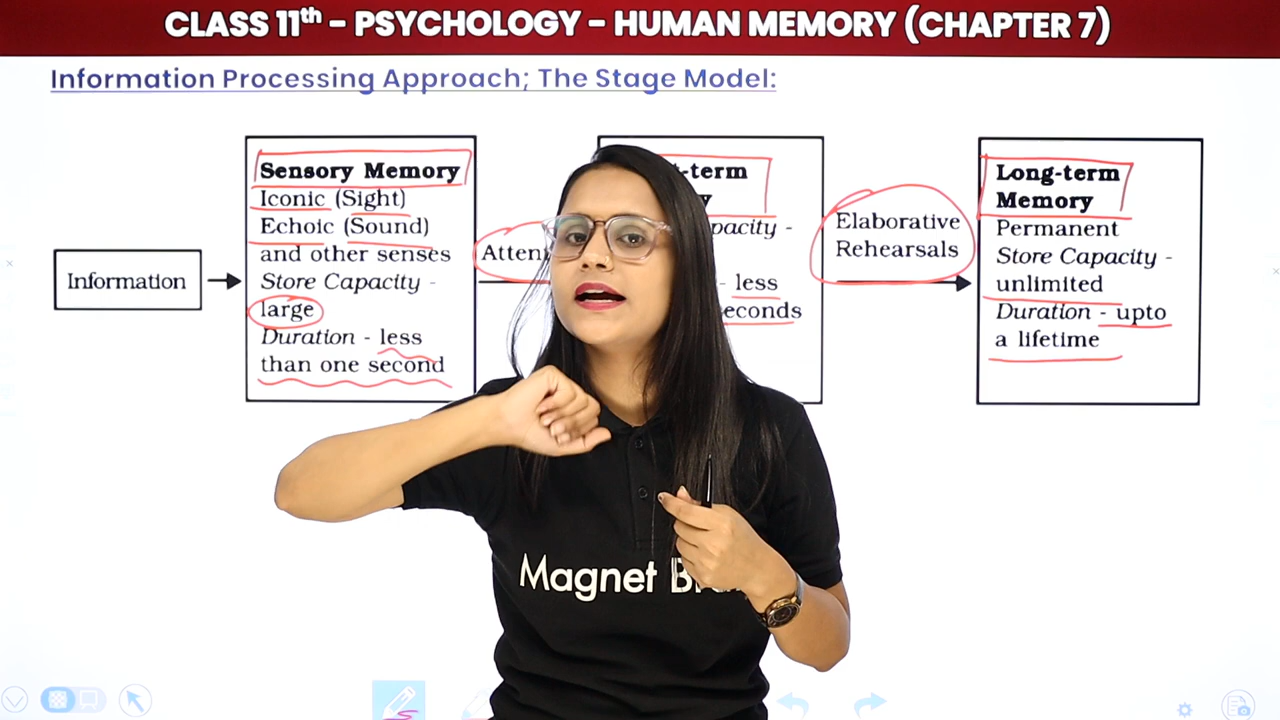 CLASS 11th - PSYCHOLOGY - HUMAN MEMORY (CHAPTER 7)
Information Processing Approach; The Stage Model:
Information
Sensory Memory
Iconic (Sight)
Echoic (Sound)
and other senses
Store Capacity -
large
Duration - less
than one second
-term
- less
Elaborative
Rehearsals
Long-term
Memory
Permanent
Store Capacity -
unlimited
Duration - upto
a lifetime
Magnet